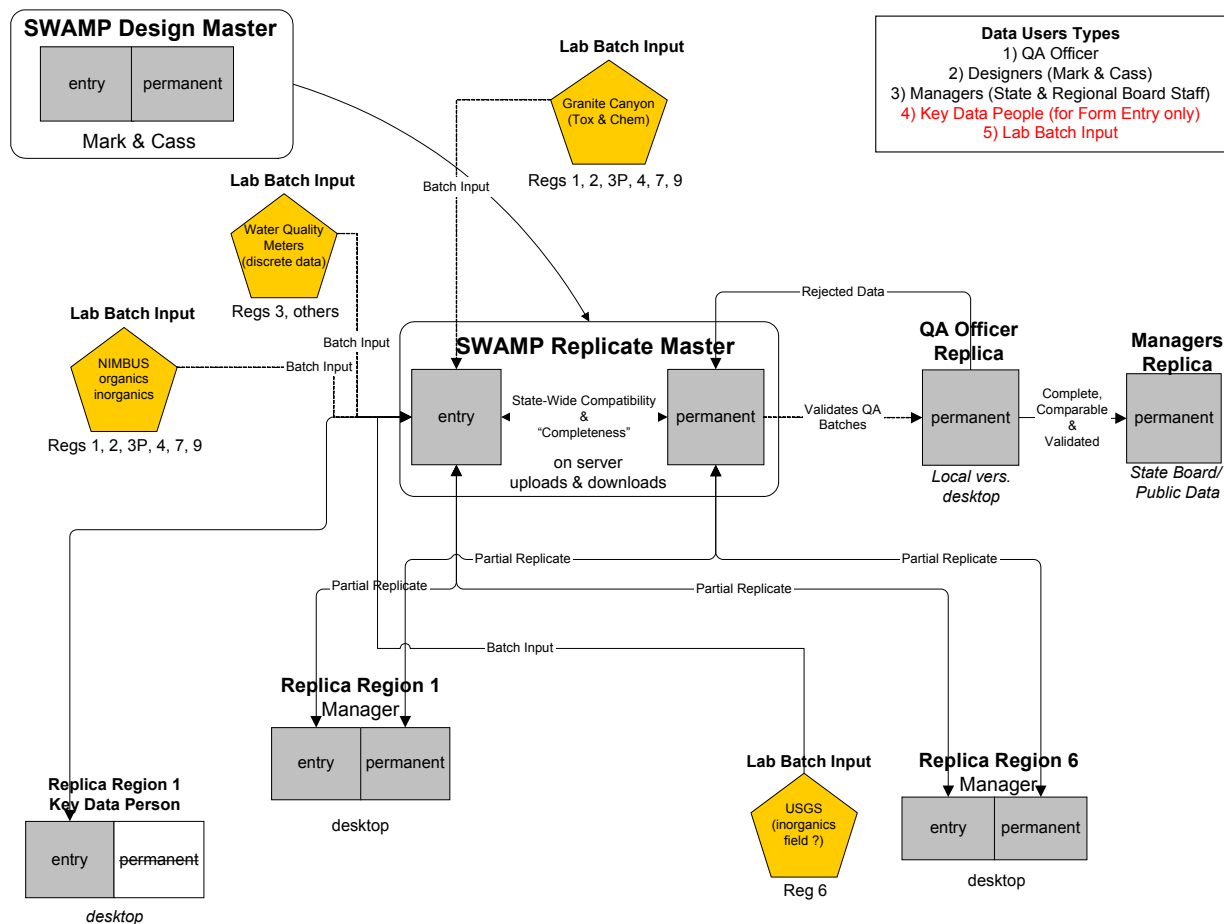 SWAMP Design Master
entry
permanent
Mark & Cass
Lab Batch Input
Granite Canyon
(Tox & Chem)
Regs 1, 2, 3P, 4, 7, 9
Batch Input
Data Users Types
1) QA Officer
2) Designers (Mark & Cass)
3) Managers (State & Regional Board Staff)
4) Key Data People (for Form Entry only)
5) Lab Batch Input
Lab Batch Input
Water Quality
Meters
(discrete data)
Regs 3, others
Batch Input
Lab Batch Input
NIMBUS
organics
inorganics
Regs 1, 2, 3P, 4, 7, 9
Batch Input
SWAMP Replicate Master
entry
State-Wide Compatibility
&
“Completeness”
permanent
on server
uploads & downloads
Rejected Data
Validates QA
Batches
QA Officer
Replica
permanent
Local vers.
desktop
Complete,
Comparable
&
Validated
Managers
Replica
permanent
State Board/
Public Data
Partial Replicate
Partial Replicate
Partial Replicate
Partial Replicate
Batch Input
Replica Region 1
Manager
entry
permanent
desktop
Replica Region 1
Key Data Person
entry
permanent
desktop
Lab Batch Input
USGS
(inorganics
field ?)
Reg 6
Replica Region 6
Manager
entry
permanent
desktop